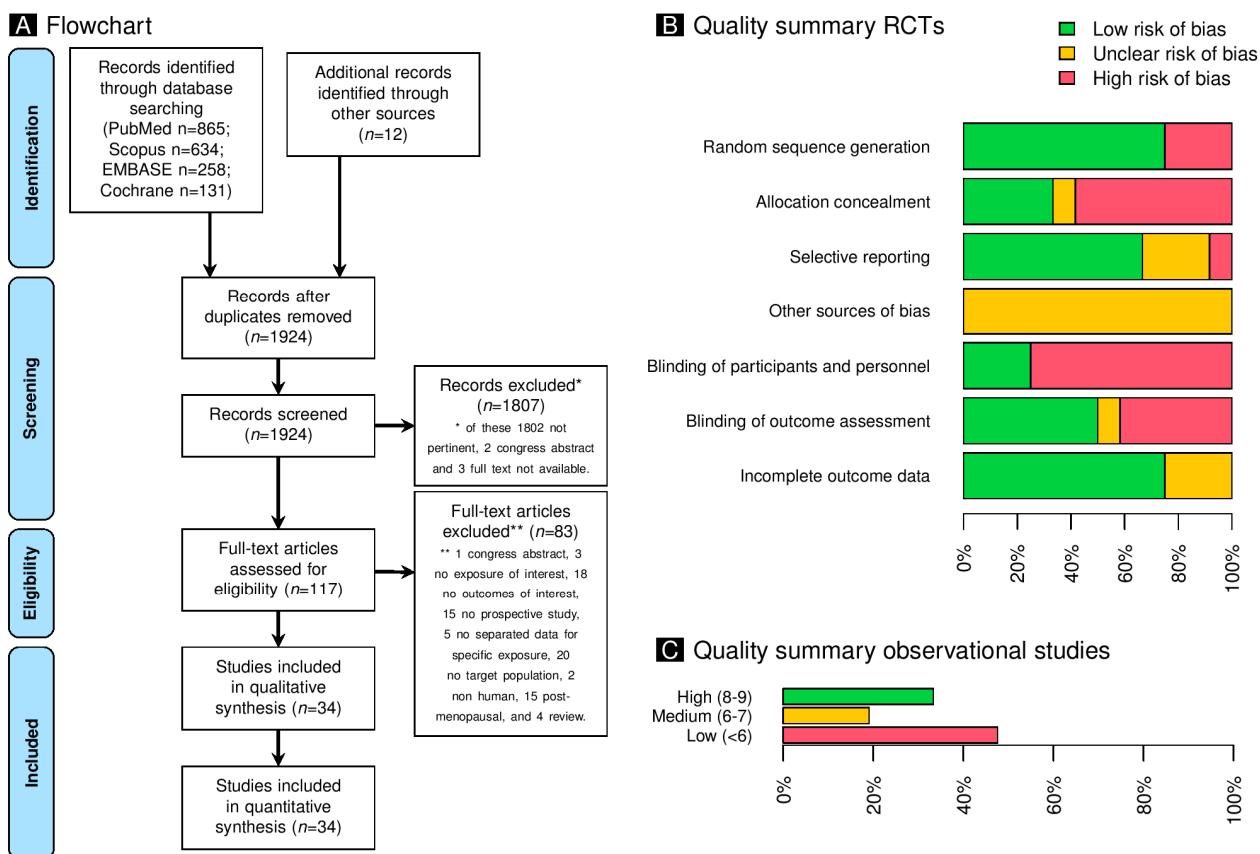 A Flowchart
Identification
Records identified
through database
searching
(PubMed n=865;
Scopus n=634;
EMBASE n=258;
Cochrane n=131)
Additional records
identified through
other sources
(n=12)
Screening
Records after
duplicates removed
(n=1924)
Records screened
(n=1924)
Records excluded*
(n=1807)
* of these 1802 not
pertinent, 2 congress abstract
and 3 full text not available.
Eligibility
Full-text articles
assessed for
eligibility (n=117)
Full-text articles
excluded** (n=83)
** 1 congress abstract, 3
no exposure of interest, 18
no outcomes of interest,
15 no prospective study,
5 no separated data for
specific exposure, 20
no target population, 2
non human, 15 post-
menopausal, and 4 review.
Included
Studies included
in qualitative
synthesis (n=34)
Studies included
in quantitative
synthesis (n=34)
B Quality summary RCTs
Low risk of bias
Unclear risk of bias
High risk of bias
Random sequence generation
Allocation concealment
Selective reporting
Other sources of bias
Blinding of participants and personnel
Blinding of outcome assessment
Incomplete outcome data
0% 20% 40% 60% 80% 100%
C Quality summary observational studies
High (8-9)
Medium (6-7)
Low (<6)
0% 20% 40% 60% 80% 100%